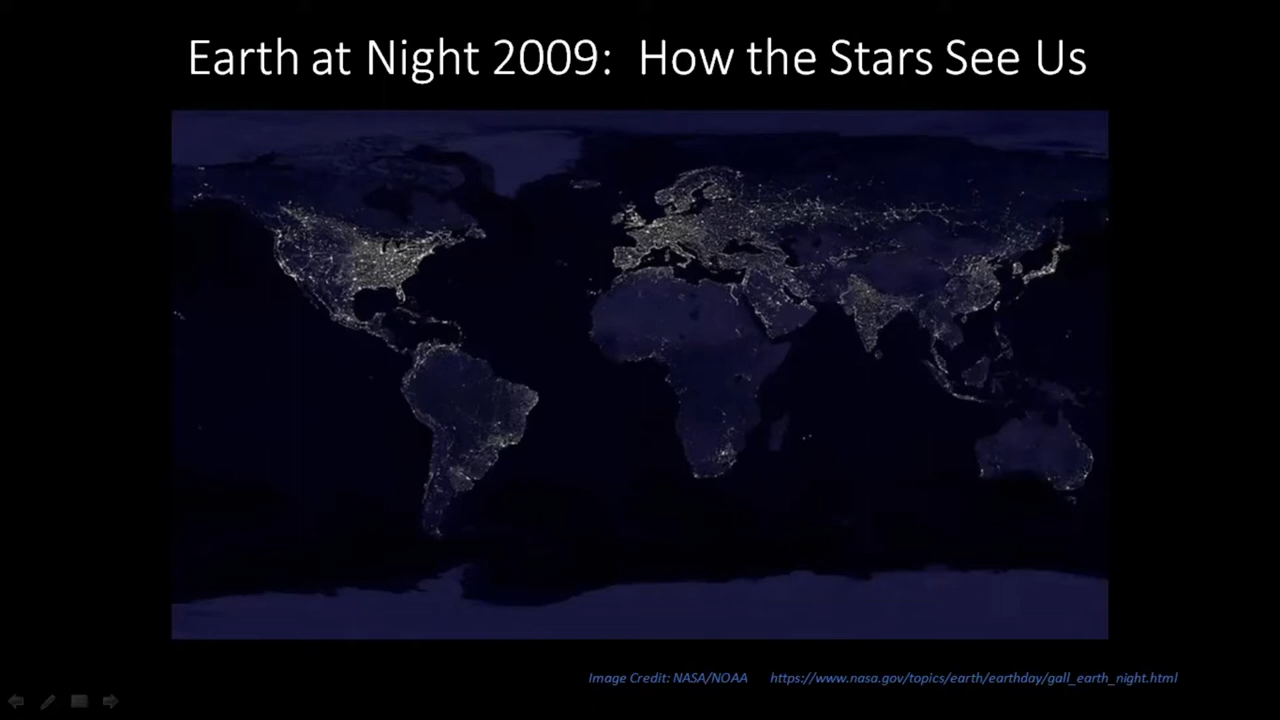 Earth at Night 2009: How the Stars See Us
Image Credit: NASA/NOAA https://www.nasa.gov/topics/earth/earthday/gall_earth_night.html